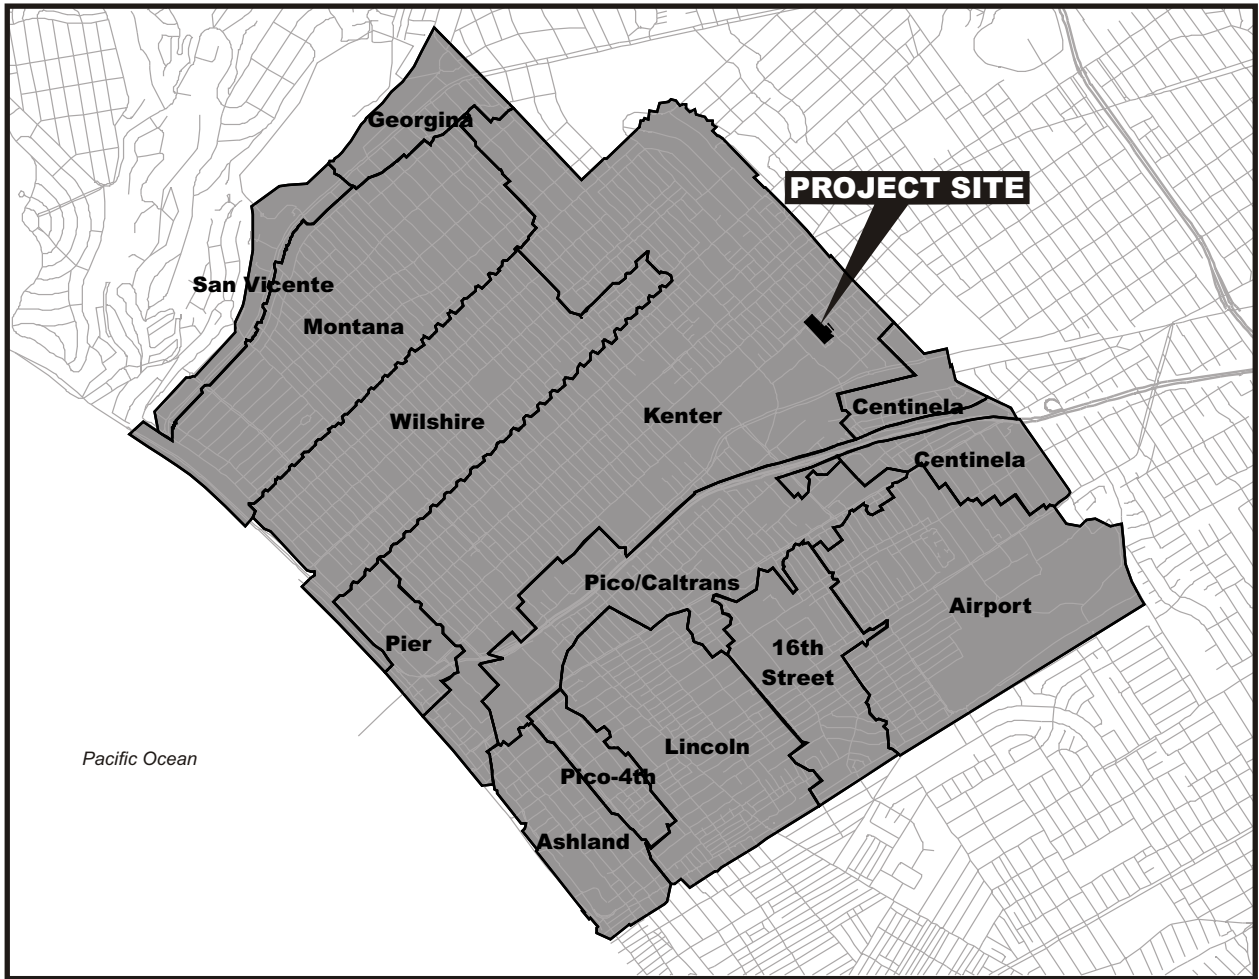 Georgina
PROJECT SITE
San Vicente
Montana
Wilshire
Kenter
Centinela
Centinela
Pico/Caltrans
Airport
Pier
16th
Street
Lincoln
Pacific Ocean
Pico-4th
Ashland